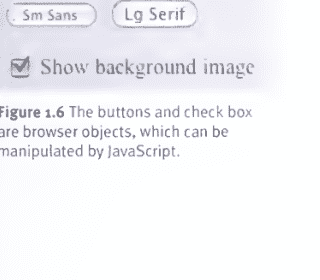 Sm Sans Lg Serif
Show background image
Figure 1.6 The buttons and check box
are browser objects, which can be
manipulated by JavaScript.